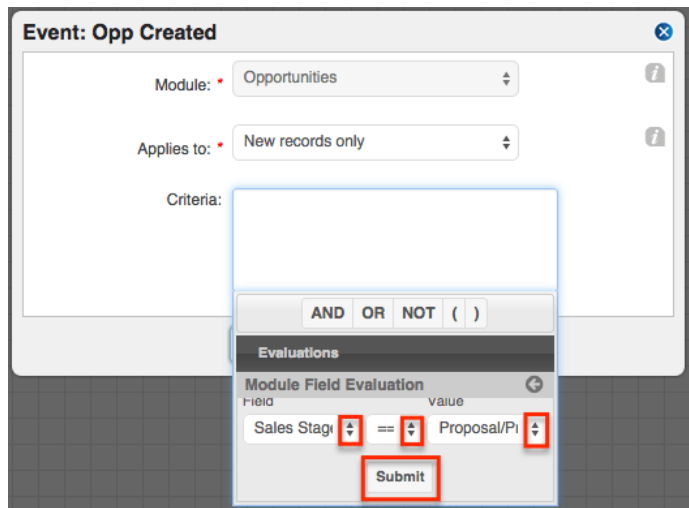 Event: Opp Created
Module: * Opportunities
Applies to: * New records only
Criteria:
AND OR NOT ( )
Evaluations
Module Field Evaluation
Field Value
Sales Stag == Proposal/P
Submit